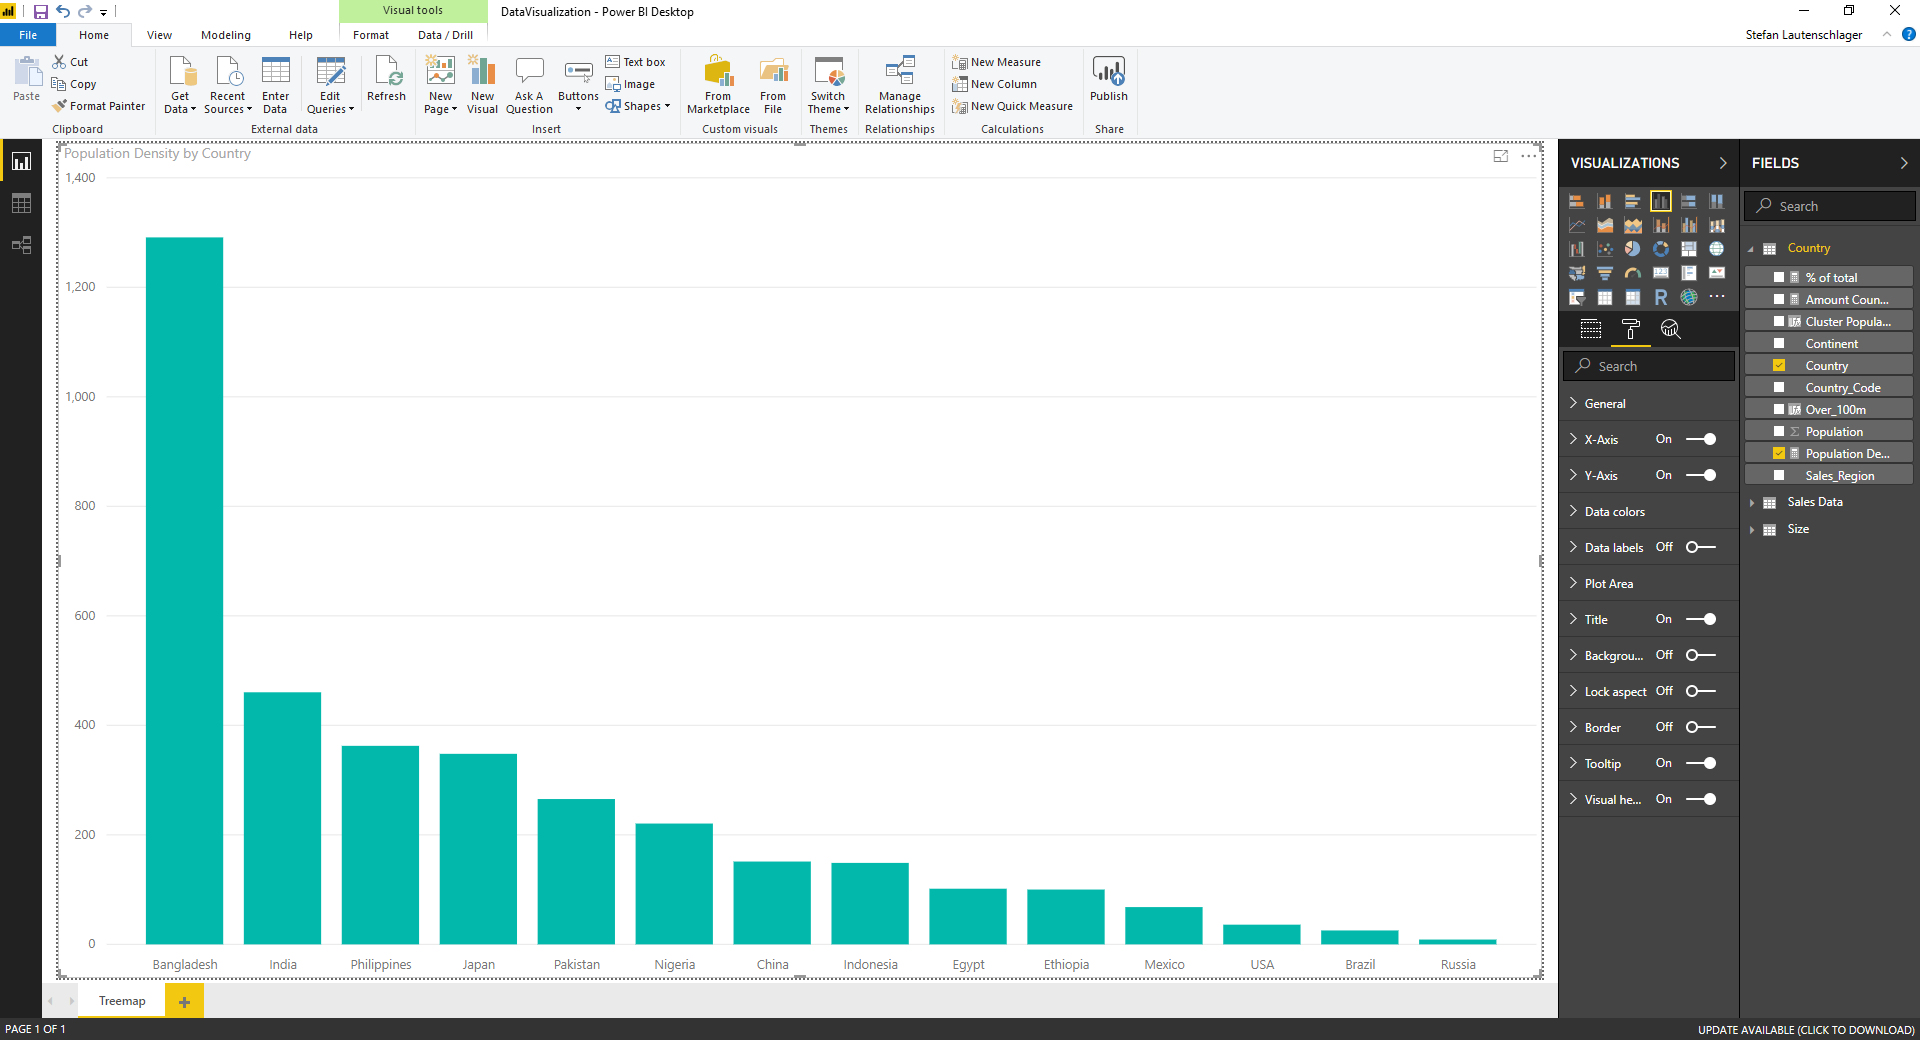 Visual tools
DataVisualization - Power BI Desktop
File
Home
View
Modeling
Help
Format
Data / Drill
Stefan Lautenschlager
?
Paste
Cut
Copy
Format Painter
Clipboard
Get Data
Recent Sources
Enter Data
Edit Queries
Refresh
External data
New Page
New Visual
Ask A Question
Buttons
Text box
Image
Shapes
Insert
From Marketplace
From File
Custom visuals
Switch Theme
Themes
Manage Relationships
Relationships
New Measure
New Column
New Quick Measure
Calculations
Publish
Share
Population Density by Country
1,400
1,200
1,000
800
600
400
200
0
Bangladesh India Philippines Japan Pakistan Nigeria China Indonesia Egypt Ethiopia Mexico USA Brazil Russia
VISUALIZATIONS
R
Search
General
X-Axis On
Y-Axis On
Data colors
Data labels Off
Plot Area
Title On
Backgrou... Off
Lock aspect Off
Border Off
Tooltip On
Visual he... On
FIELDS
Search
Country
% of total
Amount Coun...
Cluster Popula...
Continent
Country
Country_Code
Over_100m
Σ Population
Population De...
Sales_Region
Sales Data
Size
Treemap
+
PAGE 1 OF 1
UPDATE AVAILABLE (CLICK TO DOWNLOAD)